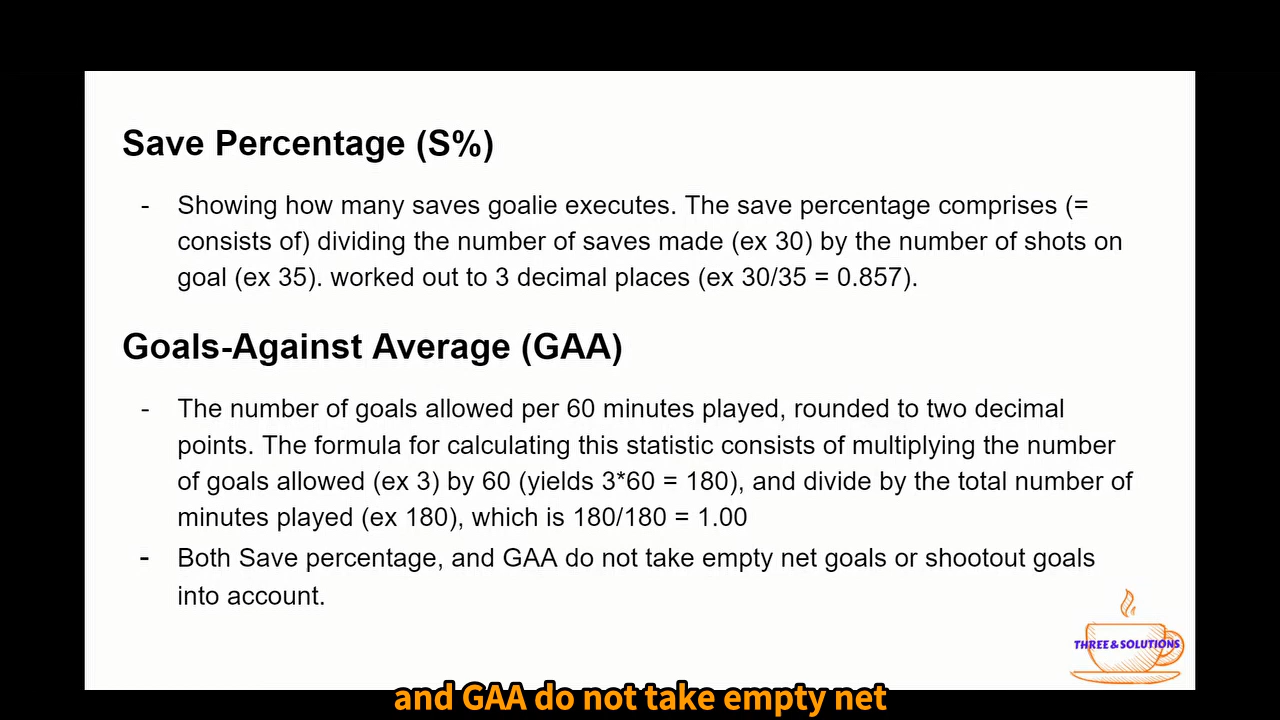 Save Percentage (S%)
- Showing how many saves goalie executes. The save percentage comprises (=
consists of) dividing the number of saves made (ex 30) by the number of shots on
goal (ex 35). worked out to 3 decimal places (ex 30/35 = 0.857).
Goals-Against Average (GAA)
- The number of goals allowed per 60 minutes played, rounded to two decimal
points. The formula for calculating this statistic consists of multiplying the number
of goals allowed (ex 3) by 60 (yields 3*60 = 180), and divide by the total number of
minutes played (ex 180), which is 180/180 = 1.00
- Both Save percentage, and GAA do not take empty net goals or shootout goals
into account.
THREE & SOLUTIONS
and GAA do not take empty net